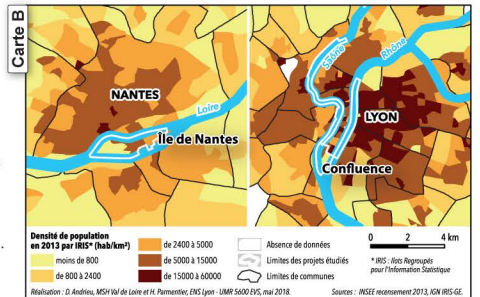 Carte B
NANTES
Loire
Île de Nantes
Saône
Rhône
LYON
Confluence
Densité de population
en 2013 par IRIS* (hab/km²)
moins de 800
de 800 à 2400
de 2400 à 5000
de 5000 à 15000
de 15000 à 60000
Absence de données
Limites des projets étudiés
Limites de communes
0 2 4 km
* IRIS : Ilots Regroupés
pour l'Information Statistique
Réalisation : D. Andrieu, MSH Val de Loire et H. Parmentier, ENS Lyon - UMR 5600 EVS, mai 2018.
Sources : INSEE recensement 2013, IGN IRIS-GE.